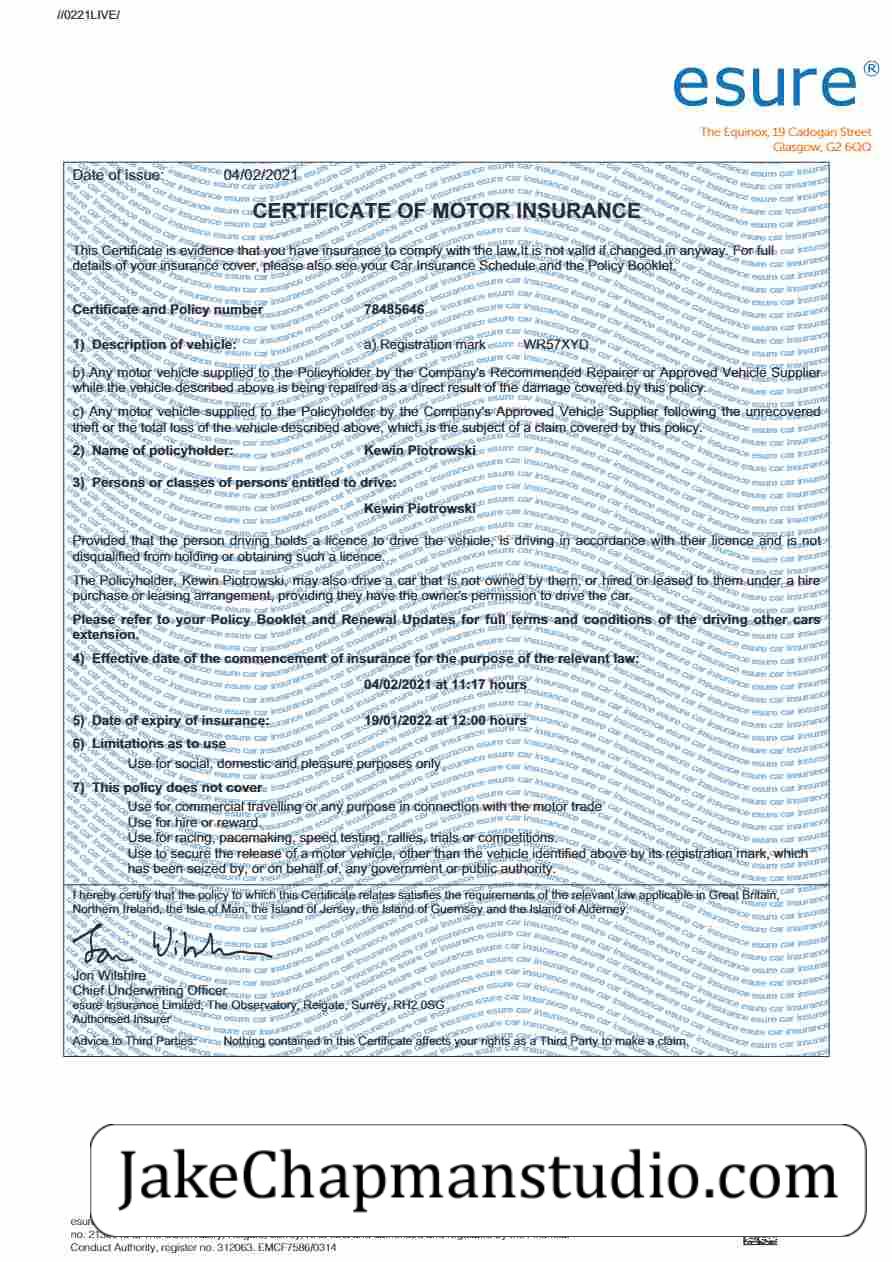 //0221LIVE/
esure®
The Equinox, 19 Cadogan Street
Glasgow, G2 6QQ
Date of issue: 04/02/2021
CERTIFICATE OF MOTOR INSURANCE
This Certificate is evidence that you have insurance to comply with the law.It is not valid if changed in anyway. For full
details of your insurance cover, please also see your Car Insurance Schedule and the Policy Booklet.
Certificate and Policy number 78485646
1) Description of vehicle: a) Registration mark WR57XYD
b) Any motor vehicle supplied to the Policyholder by the Company's Recommended Repairer or Approved Vehicle Supplier
while the vehicle described above is being repaired as a direct result of the damage covered by this policy.
c) Any motor vehicle supplied to the Policyholder by the Company's Approved Vehicle Supplier following the unrecovered
theft or the total loss of the vehicle described above, which is the subject of a claim covered by this policy.
2) Name of policyholder: Kewin Piotrowski
3) Persons or classes of persons entitled to drive:
Kewin Piotrowski
Provided that the person driving holds a licence to drive the vehicle, is driving in accordance with their licence and is not
disqualified from holding or obtaining such a licence.
The Policyholder, Kewin Piotrowski, may also drive a car that is not owned by them, or hired or leased to them under a hire
purchase or leasing arrangement, providing they have the owner's permission to drive the car.
Please refer to your Policy Booklet and Renewal Updates for full terms and conditions of the driving other cars
extension.
4) Effective date of the commencement of insurance for the purpose of the relevant law:
04/02/2021 at 11:17 hours
5) Date of expiry of insurance: 19/01/2022 at 12:00 hours
6) Limitations as to use
Use for social, domestic and pleasure purposes only
7) This policy does not cover
Use for commercial travelling or any purpose in connection with the motor trade
Use for hire or reward.
Use for racing, pacemaking, speed testing, rallies, trials or competitions.
Use to secure the release of a motor vehicle, other than the vehicle identified above by its registration mark, which
has been seized by, or on behalf of, any government or public authority.
I hereby certify that the policy to which this Certificate relates satisfies the requirements of the relevant law applicable in Great Britain,
Northern Ireland, the Isle of Man, the Island of Jersey, the Island of Guernsey and the Island of Alderney.
Jon Wilshire
Jon Wilshire
Chief Underwriting Officer
esure Insurance Limited, The Observatory, Reigate, Surrey, RH2 0SG
Authorised Insurer
Advice to Third Parties: Nothing contained in this Certificate affects your rights as a Third Party to make a claim.
JakeChapmanstudio.com
esur
no.
Conduct Authority, register no. 312063. EMCF7586/0314